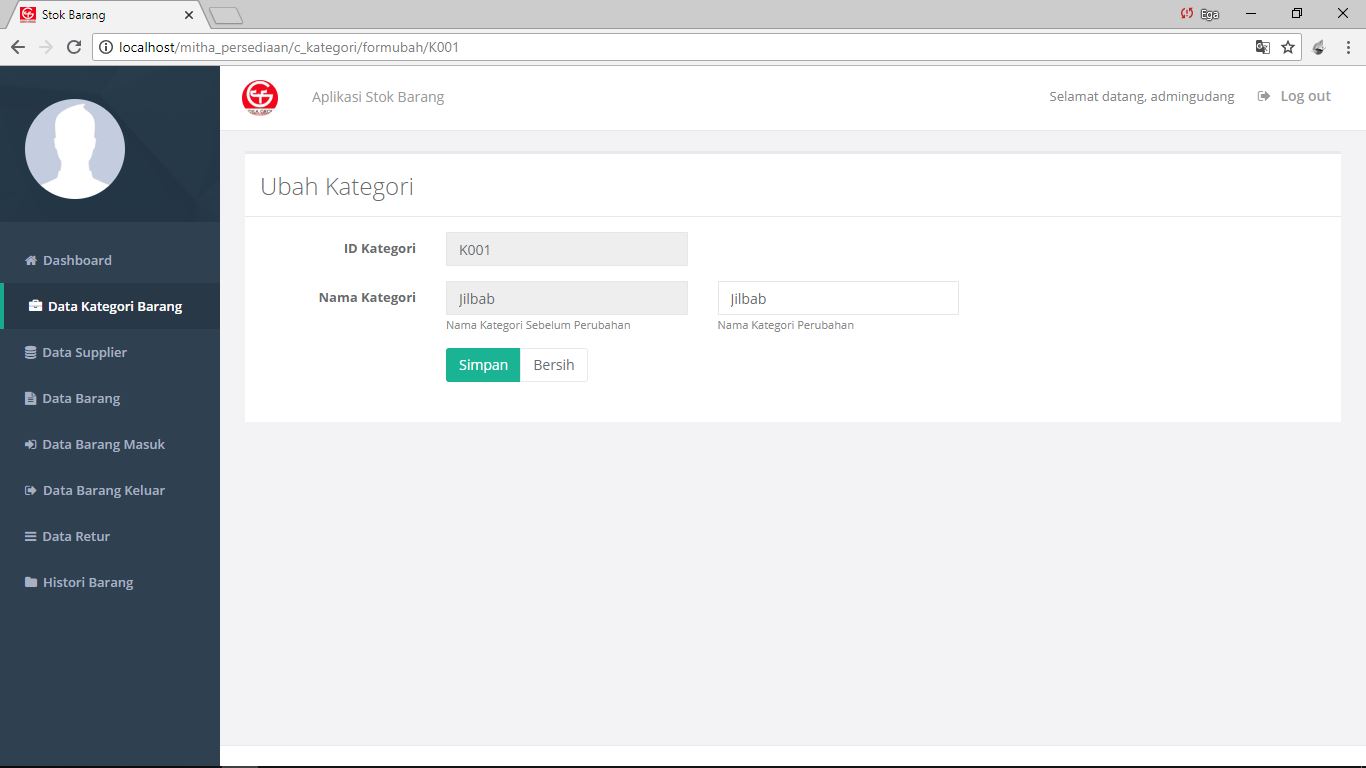 Stok Barang
Ega
localhost/mitha_persediaan/c_kategori/formubah/K001
Aplikasi Stok Barang
Selamat datang, admingudang
Log out
Dashboard
Data Kategori Barang
Data Supplier
Data Barang
Data Barang Masuk
Data Barang Keluar
Data Retur
Histori Barang
Ubah Kategori
ID Kategori
K001
Nama Kategori
Jilbab
Jilbab
Nama Kategori Sebelum Perubahan
Nama Kategori Perubahan
Simpan
Bersih